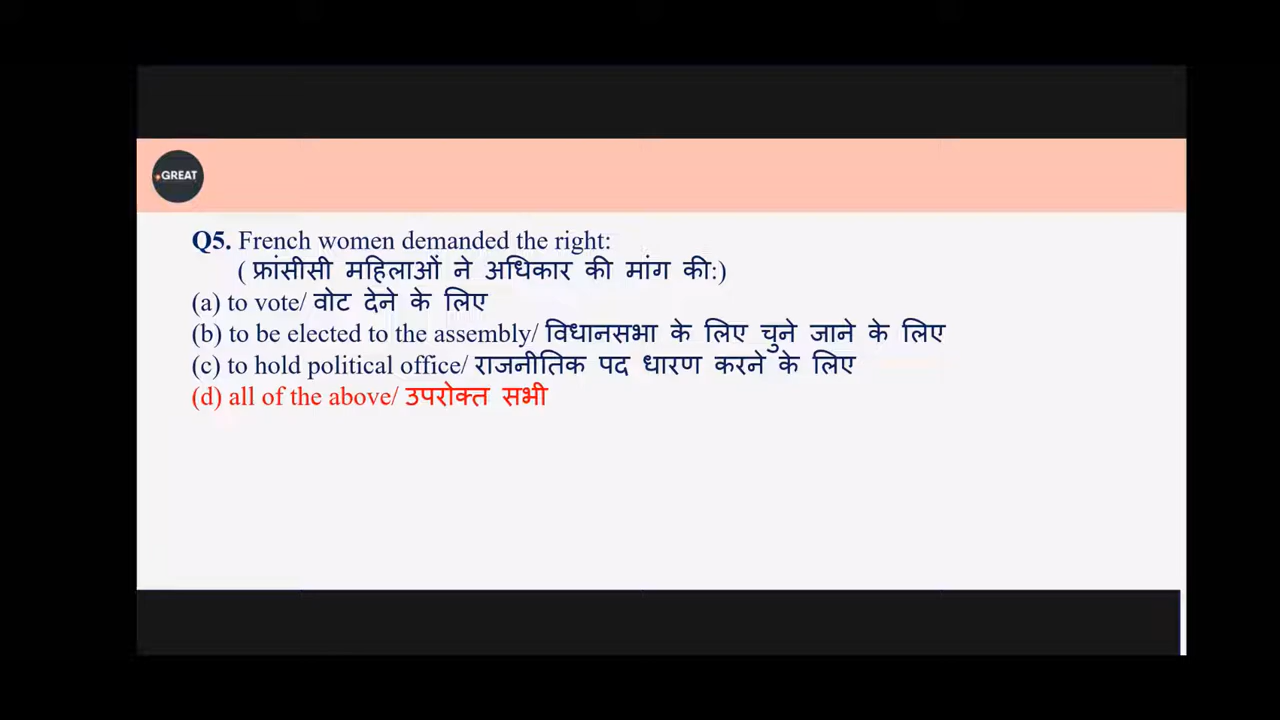 GREAT
Q5. French women demanded the right:
( फ्रांसीसी महिलाओं ने अधिकार की मांग की:)
(a) to vote/ वोट देने के लिए
(b) to be elected to the assembly/ विधानसभा के लिए चुने जाने के लिए
(c) to hold political office/ राजनीतिक पद धारण करने के लिए
(d) all of the above/ उपरोक्त सभी